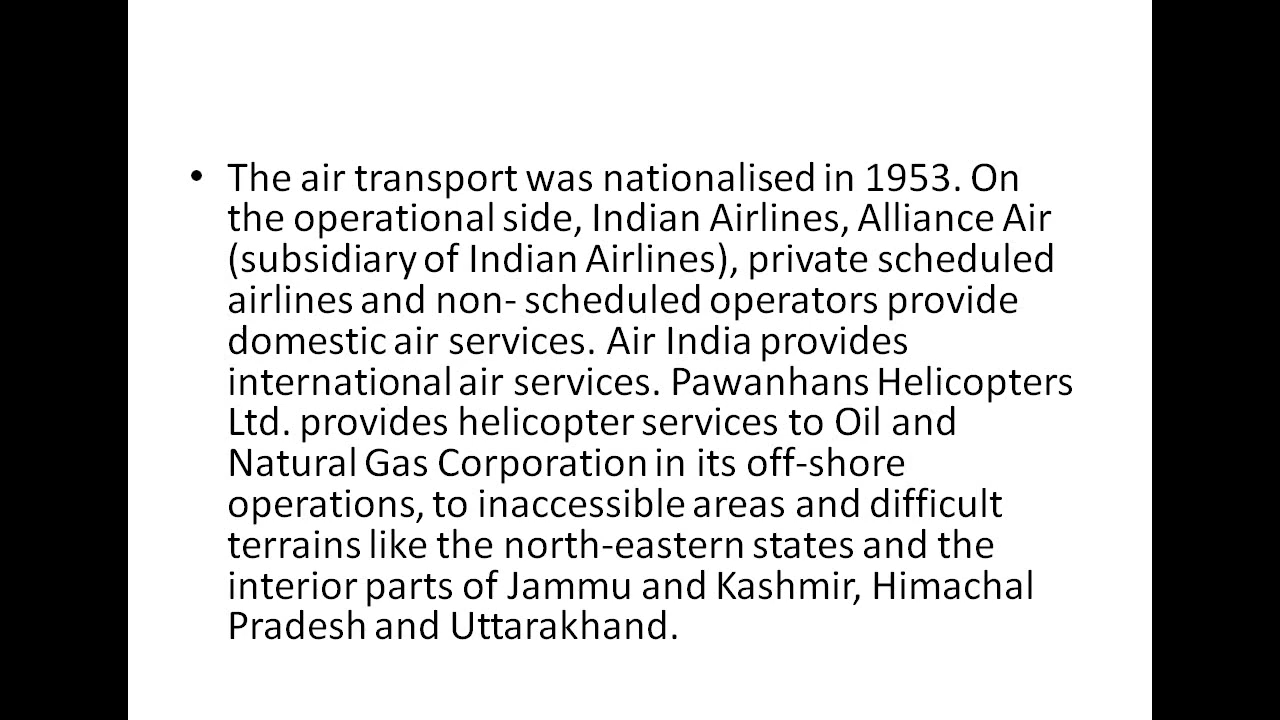 • The air transport was nationalised in 1953. On
the operational side, Indian Airlines, Alliance Air
(subsidiary of Indian Airlines), private scheduled
airlines and non- scheduled operators provide
domestic air services. Air India provides
international air services. Pawanhans Helicopters
Ltd. provides helicopter services to Oil and
Natural Gas Corporation in its off-shore
operations, to inaccessible areas and difficult
terrains like the north-eastern states and the
interior parts of Jammu and Kashmir, Himachal
Pradesh and Uttarakhand.